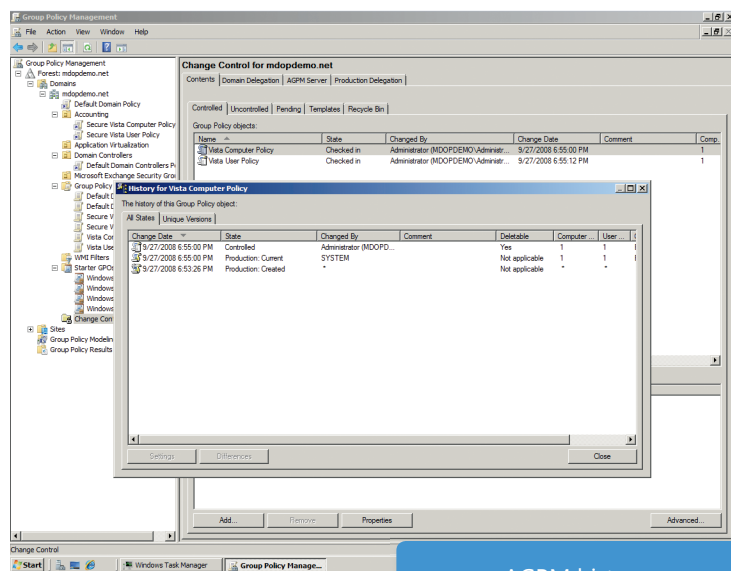 Group Policy Management
File Action View Window Help
Group Policy Management
Forest: mdopdemo.net
Domains
mdopdemo.net
Default Domain Policy
Accounting
Secure Vista Computer Policy
Secure Vista User Policy
Application Virtualization
Domain Controllers
Default Domain Controllers P
Microsoft Exchange Security Gro
Group Policy
Default
Default
Secure V
Secure V
Vista Co
Vista Use
WMI Filters
Starter GPOs
Windows
Windows
Windows
Windows
Change Con
Sites
Group Policy Modelin
Group Policy Results
Change Control for mdopdemo.net
Contents Domain Delegation AGPM Server Production Delegation
Controlled Uncontrolled Pending Templates Recycle Bin
Group Policy objects:
Name State Changed By Change Date Comment Comp.
Vista Computer Policy Checked in Administrator (MDOPDEMO\Administr... 9/27/2008 6:55:00 PM 1
Vista User Policy Checked in Administrator (MDOPDEMO\Administr... 9/27/2008 6:55:12 PM 1
History for Vista Computer Policy
The history of this Group Policy object:
All States Unique Versions
Change Date State Changed By Comment Deletable Computer ... User ...
9/27/2008 6:55:00 PM Controlled Administrator (MDOPD... Yes 1 1
9/27/2008 6:55:00 PM Production: Current SYSTEM Not applicable 1 1
9/27/2008 6:53:26 PM Production: Created * Not applicable * *
Settings Differences Close
Add... Remove Properties Advanced...
Change Control
Start Windows Task Manager Group Policy Manage...